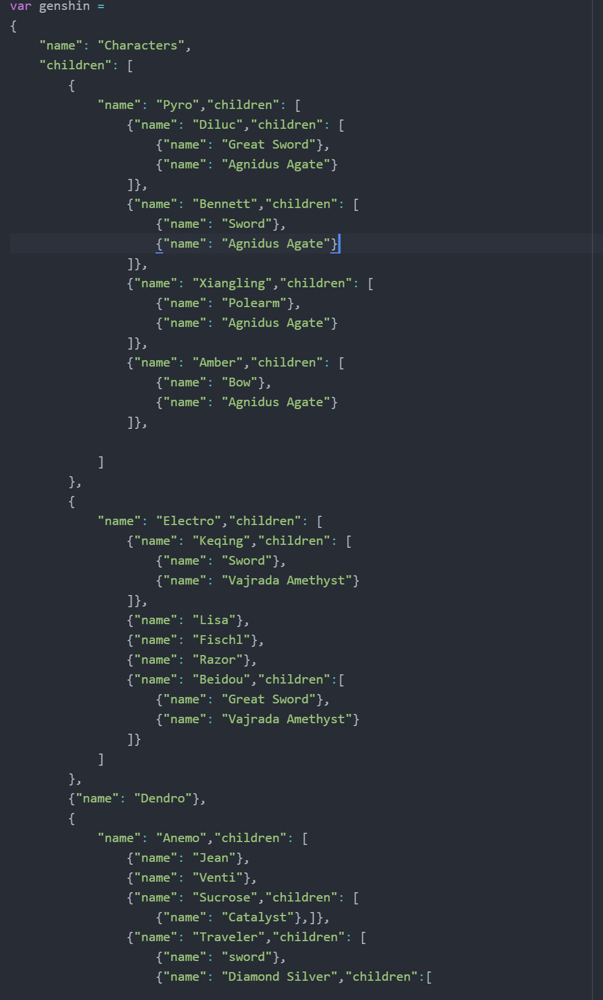 var genshin =
{
    "name": "Characters",
    "children": [
        {
            "name": "Pyro","children": [
                {"name": "Diluc","children": [
                    {"name": "Great Sword"},
                    {"name": "Agnidus Agate"}
                ]},
                {"name": "Bennett","children": [
                    {"name": "Sword"},
                    {"name": "Agnidus Agate"}
                ]},
                {"name": "Xiangling","children": [
                    {"name": "Polearm"},
                    {"name": "Agnidus Agate"}
                ]},
                {"name": "Amber","children": [
                    {"name": "Bow"},
                    {"name": "Agnidus Agate"}
                ]},

            ]
        },
        {
            "name": "Electro","children": [
                {"name": "Keqing","children": [
                    {"name": "Sword"},
                    {"name": "Vajrada Amethyst"}
                ]},
                {"name": "Lisa"},
                {"name": "Fischl"},
                {"name": "Razor"},
                {"name": "Beidou","children":[
                    {"name": "Great Sword"},
                    {"name": "Vajrada Amethyst"}
                ]}
            ]
        },
        {"name": "Dendro"},
        {
            "name": "Anemo","children": [
                {"name": "Jean"},
                {"name": "Venti"},
                {"name": "Sucrose","children": [
                    {"name": "Catalyst"},]},
                {"name": "Traveler","children": [
                    {"name": "sword"},
                    {"name": "Diamond Silver","children":[